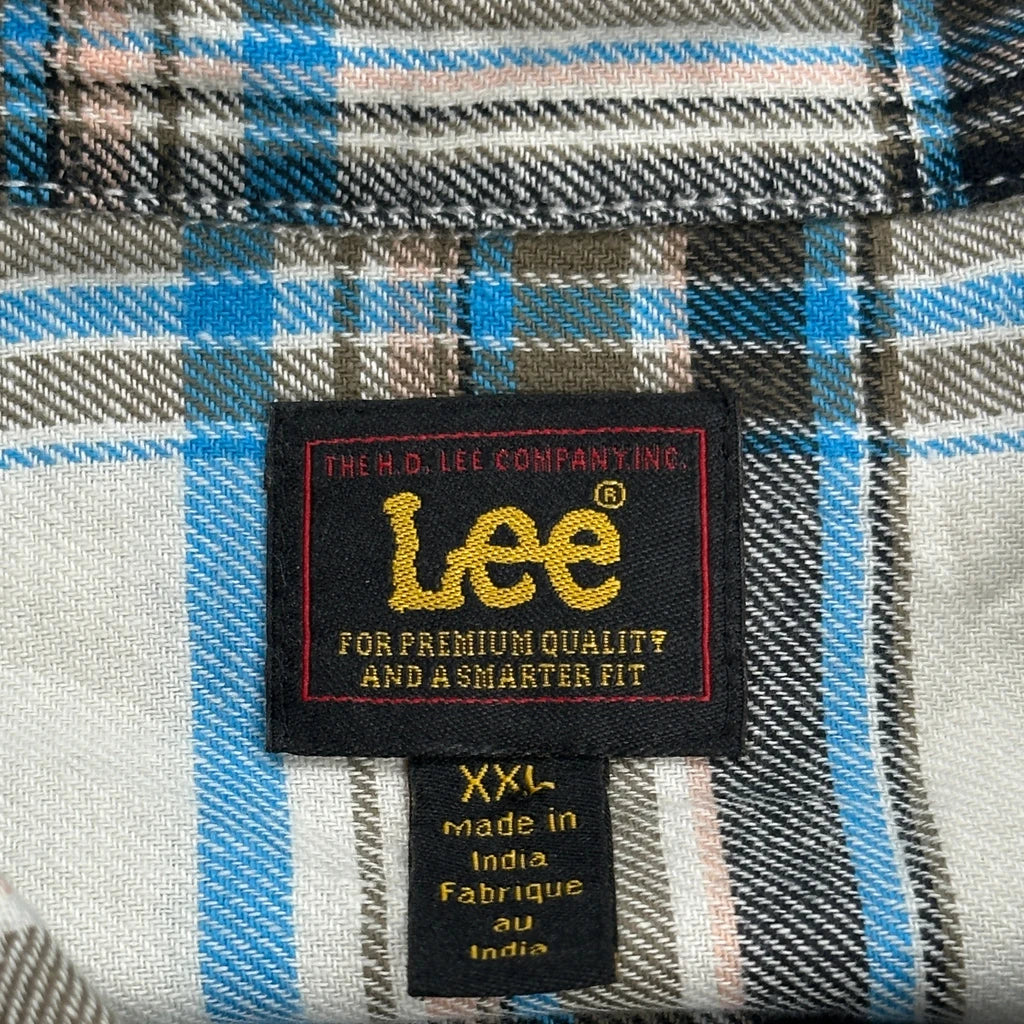 THE H.D. LEE COMPANY, INC.
Lee®
FOR PREMIUM QUALITY
AND A SMARTER FIT
XXL
Made in
India
Fabrique
au
India